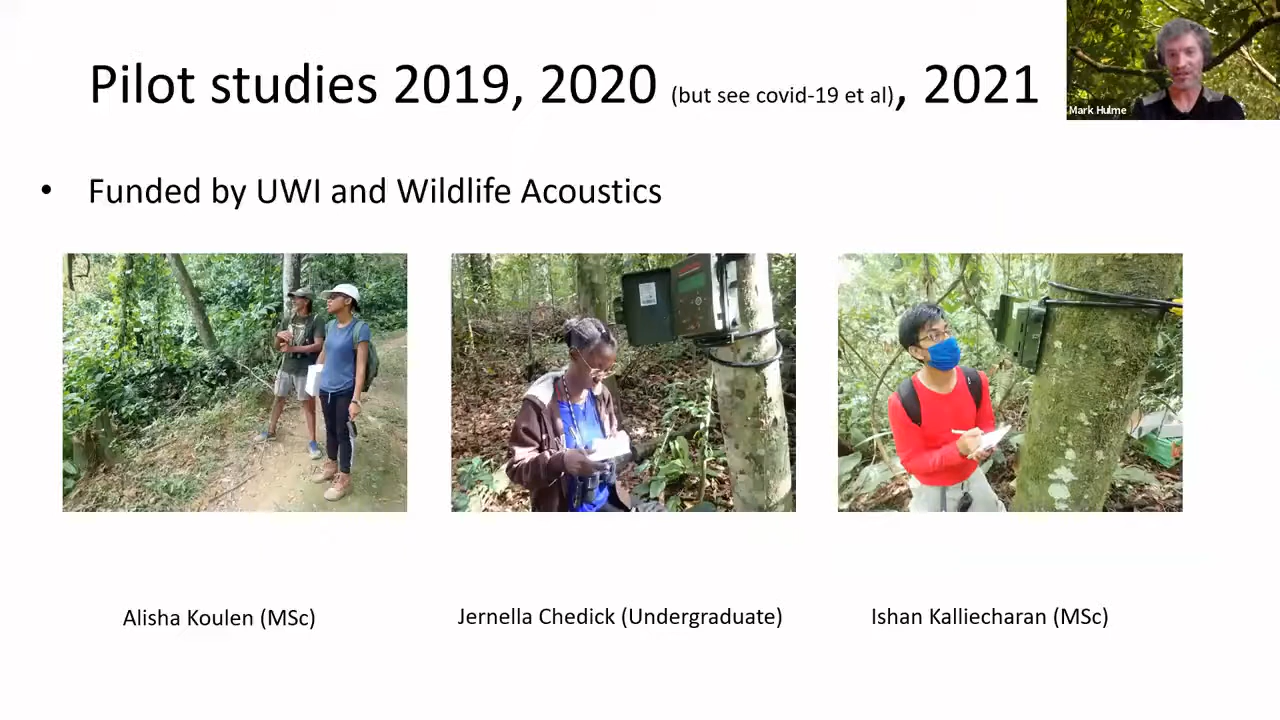 Pilot studies 2019, 2020 (but see covid-19 et al), 2021
Mark Hulme
• Funded by UWI and Wildlife Acoustics
Alisha Koulen (MSc)
Jernella Chedick (Undergraduate)
Ishan Kalliecharan (MSc)